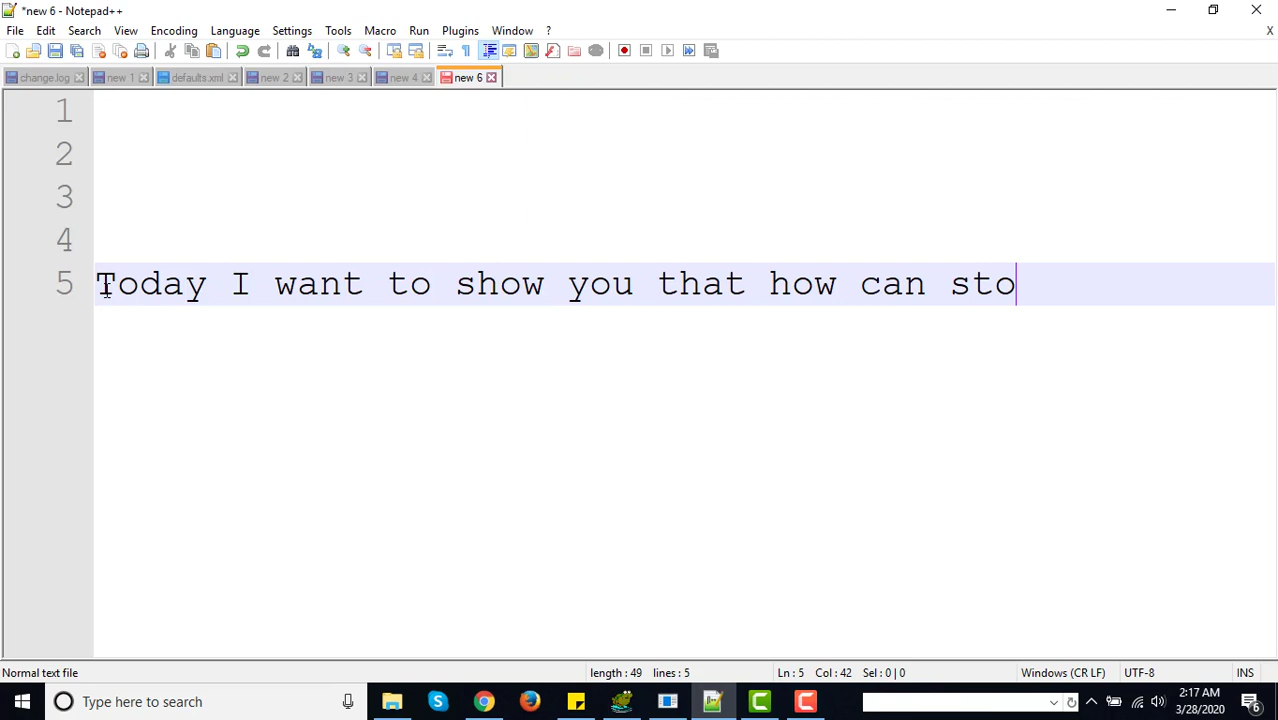 *new 6 - Notepad++
File Edit Search View Encoding Language Settings Tools Macro Run Plugins Window ? X
change.log new 1 defaults.xml new 2 new 3 new 4 new 6
1
2
3
4
5 Today I want to show you that how can sto
Normal text file length : 49 lines : 5 Ln : 5 Col : 42 Sel : 0 | 0 Windows (CR LF) UTF-8 INS
Type here to search
2:17 AM
3/28/2020
6